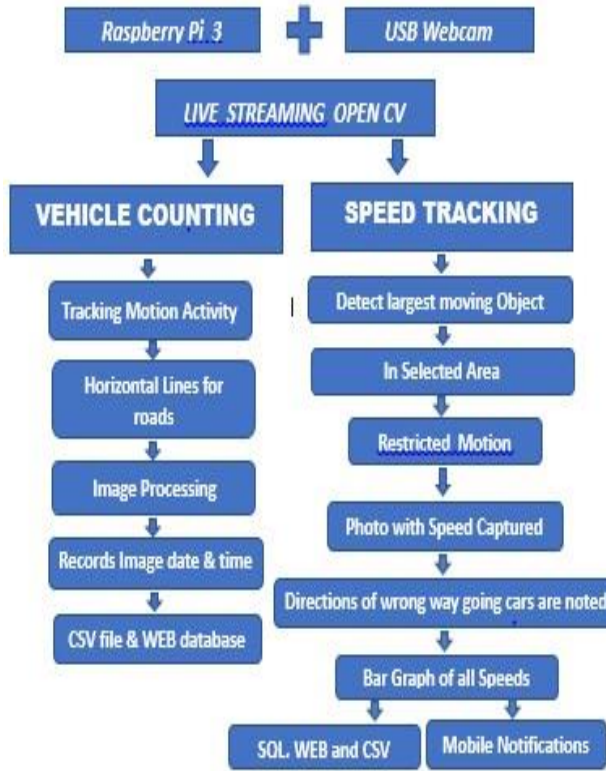 Raspberry Pi 3
USB Webcam
LIVE STREAMING OPEN CV
VEHICLE COUNTING
Tracking Motion Activity
Horizontal Lines for
roads
Image Processing
Records Image date & time
CSV file & WEB database
SPEED TRACKING
Detect largest moving Object
In Selected Area
Restricted Motion
Photo with Speed Captured
Directions of wrong way going cars are noted
Bar Graph of all Speeds
SQL. WEB and CSV
Mobile Notifications